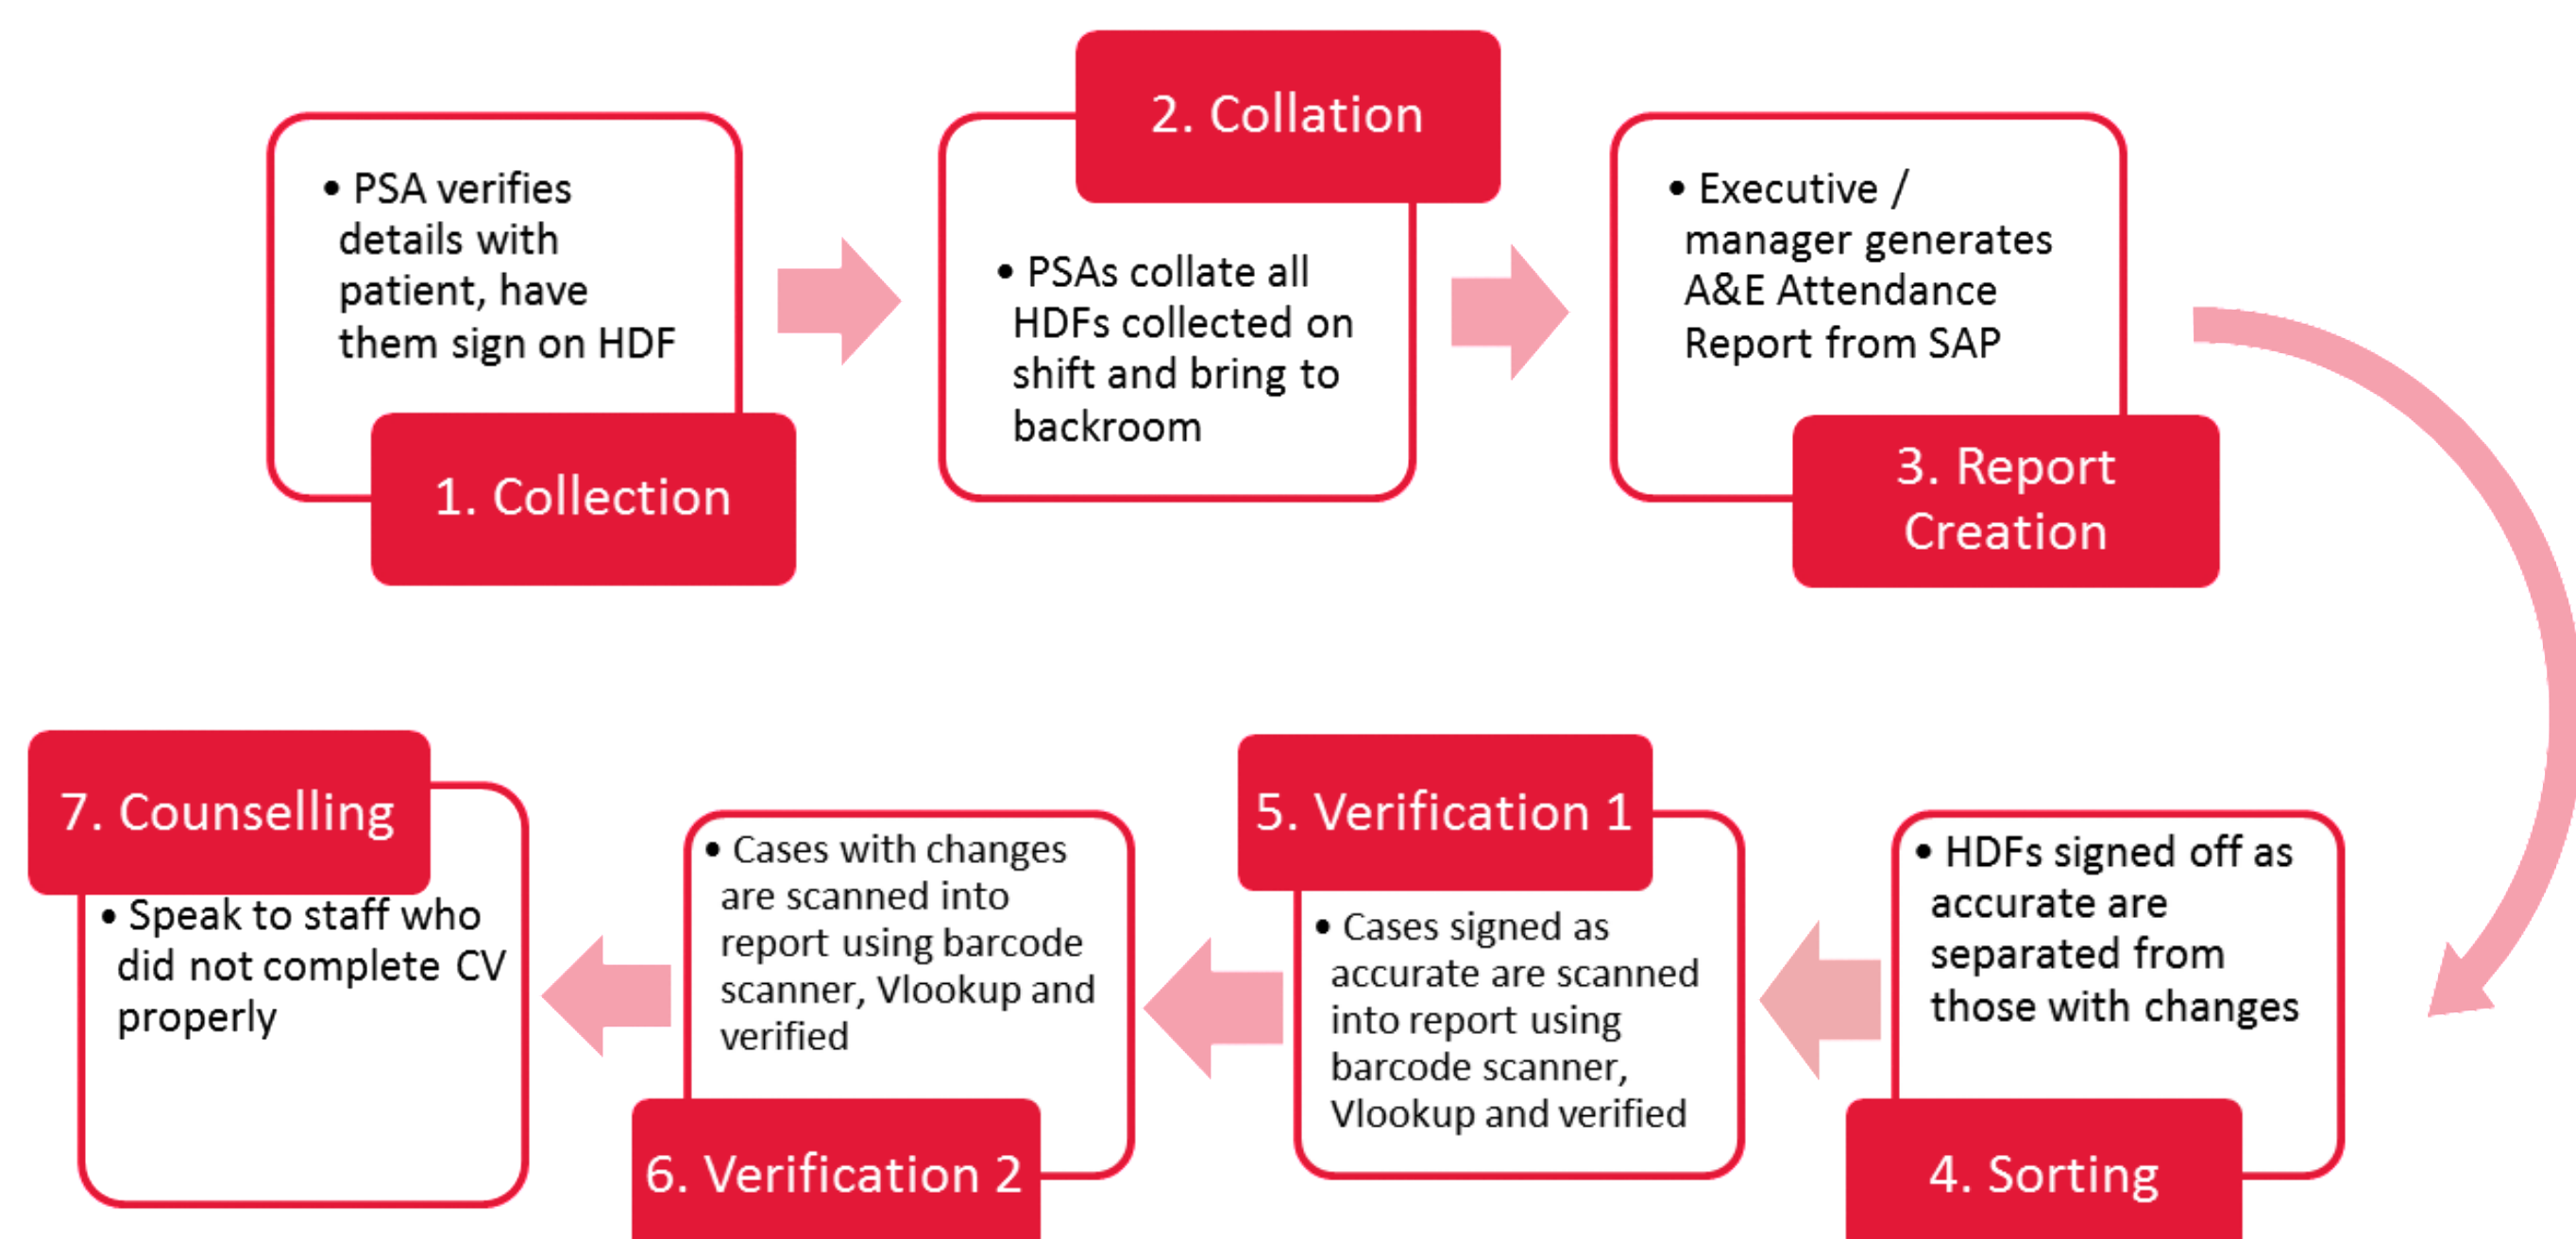 • PSA verifies
details with
patient, have
them sign on HDF
1. Collection
2. Collation
• PSAs collate all
HDFs collected on
shift and bring to
backroom
• Executive /
manager generates
A&E Attendance
Report from SAP
3. Report
Creation
• HDFs signed off as
accurate are
separated from
those with changes
4. Sorting
5. Verification 1
• Cases signed as
accurate are scanned
into report using
barcode scanner,
Vlookup and verified
• Cases with changes
are scanned into
report using barcode
scanner, Vlookup and
verified
6. Verification 2
7. Counselling
• Speak to staff who
did not complete CV
properly